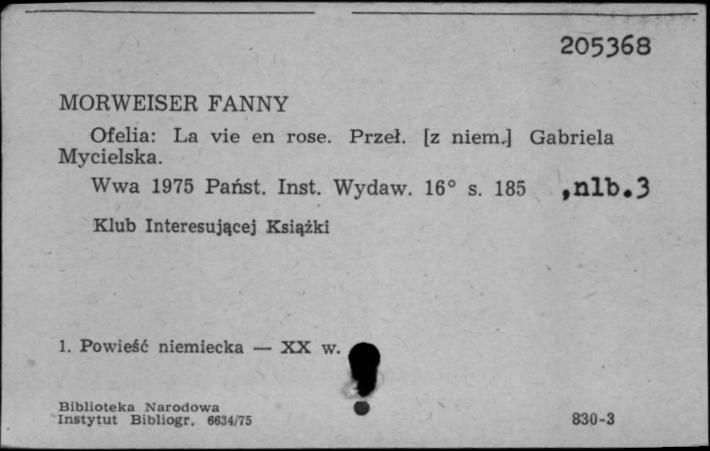 205368
MORWEISER FANNY
Ofelia: La vie en rose. Przeł. [z niem.] Gabriela
Mycielska.
Wwa 1975 Państ. Inst. Wydaw. 16° s. 185 ,nlb.3
Klub Interesującej Książki
1. Powieść niemiecka — XX w.
Biblioteka Narodowa
Instytut Bibliogr. 6634/75
830-3